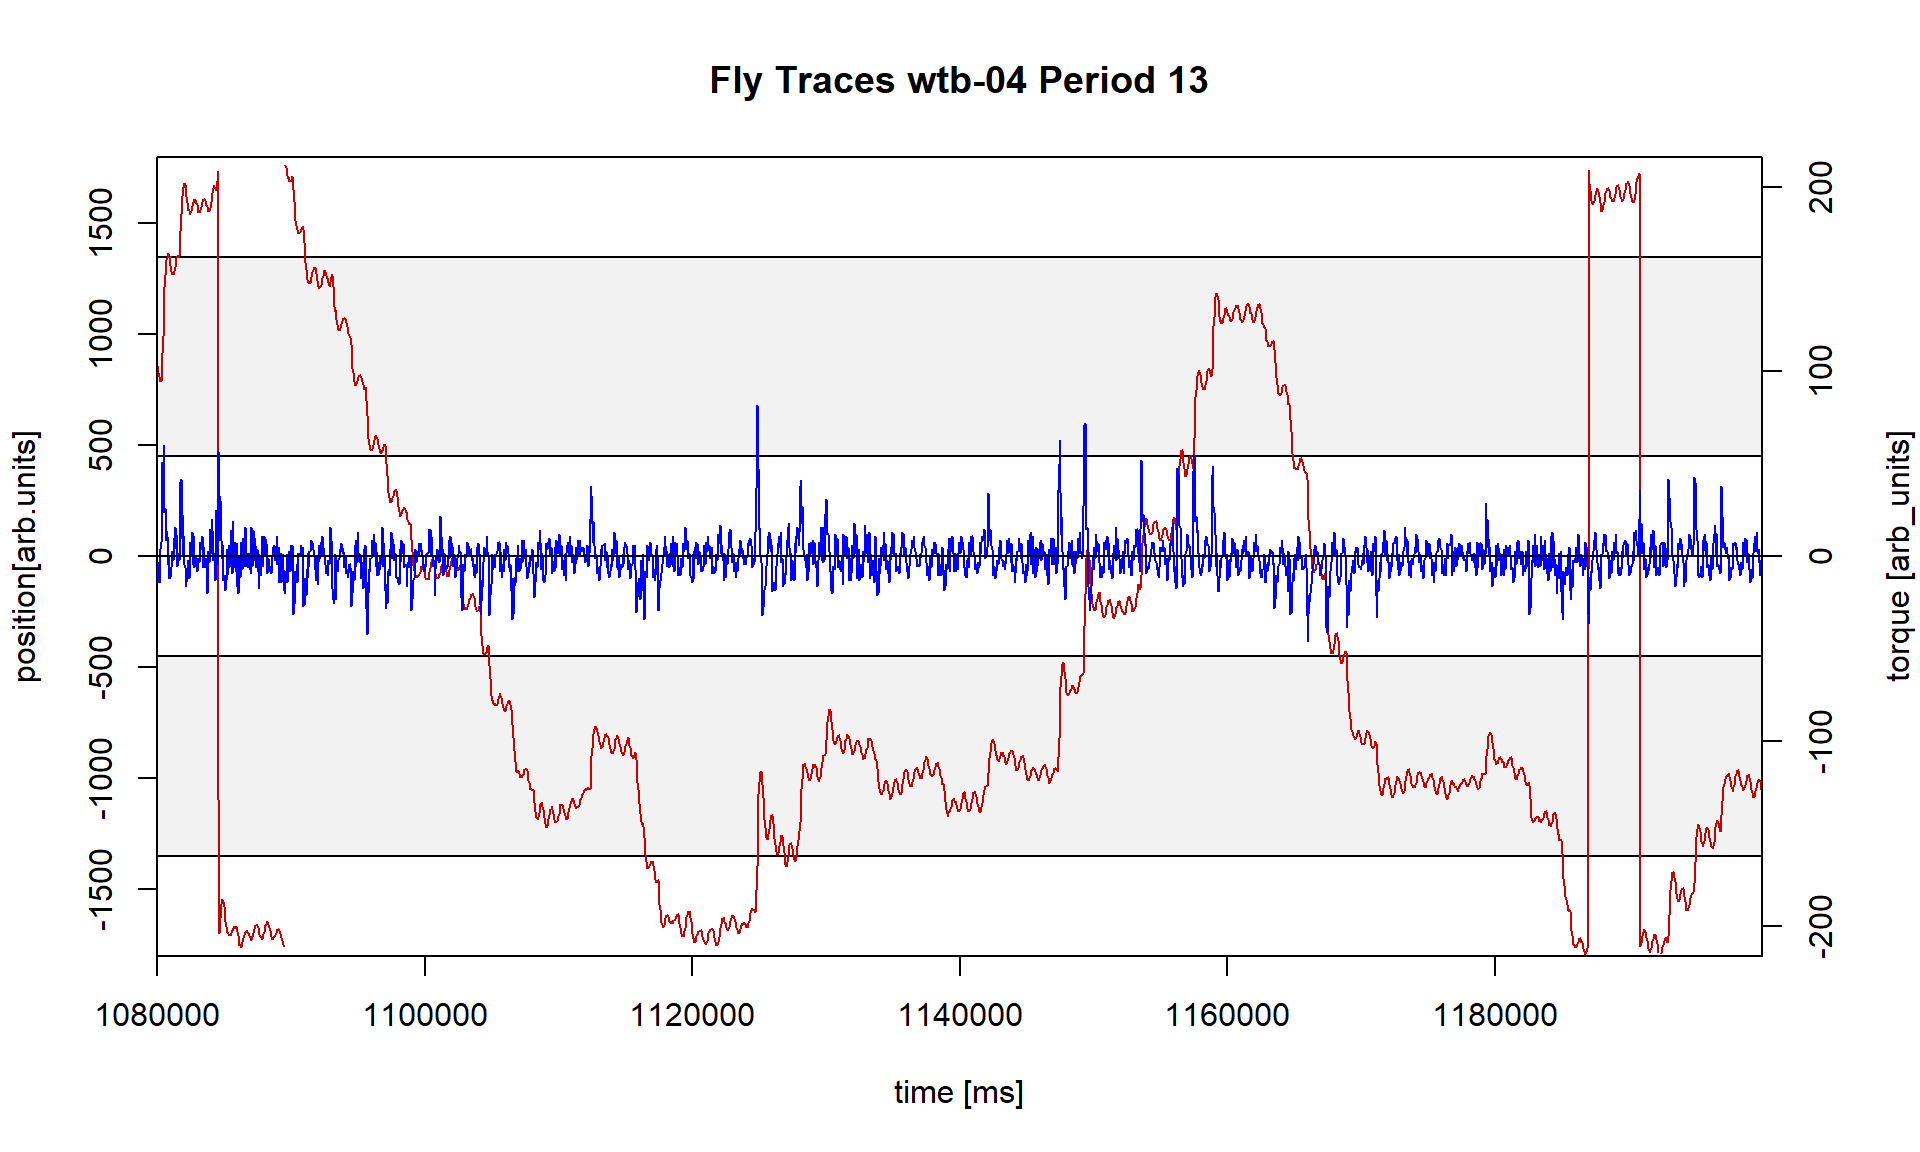 Fly Traces wtb-04 Period 13
position[arb.units]
1500
1000
500
0
-500
-1000
-1500
200
100
0
-100
-200
torque [arb_units]
1080000 1100000 1120000 1140000 1160000 1180000
time [ms]